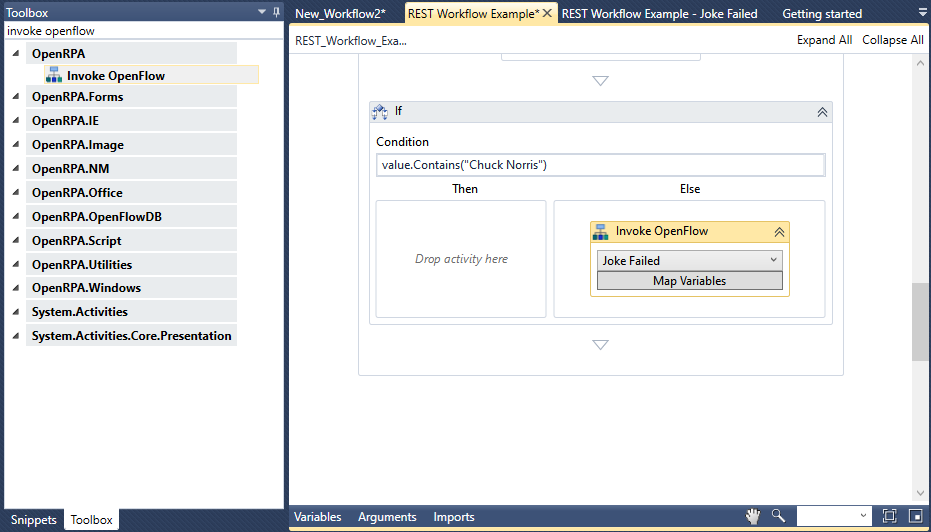 Toolbox
invoke openflow
OpenRPA
Invoke OpenFlow
OpenRPA.Forms
OpenRPA.IE
OpenRPA.Image
OpenRPA.NM
OpenRPA.Office
OpenRPA.OpenFlowDB
OpenRPA.Script
OpenRPA.Utilities
OpenRPA.Windows
System.Activities
System.Activities.Core.Presentation
Snippets Toolbox
New_Workflow2* REST Workflow Example* REST Workflow Example - Joke Failed Getting started
REST_Workflow_Exa... Expand All Collapse All
If
Condition
value.Contains("Chuck Norris")
Then Else
Drop activity here
Invoke OpenFlow
Joke Failed
Map Variables
Variables Arguments Imports